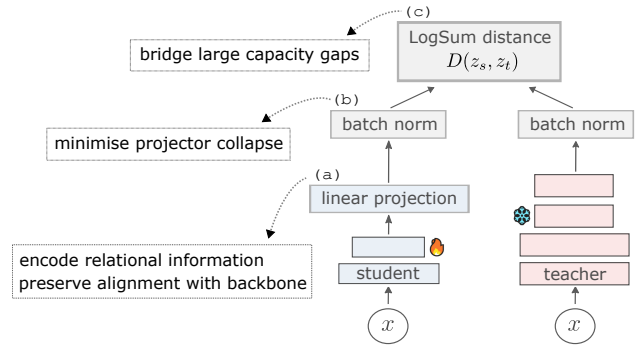 (c)
bridge large capacity gaps
LogSum distance
D(z_s, z_t)
(b)
minimise projector collapse
batch norm
batch norm
(a)
linear projection
encode relational information
preserve alignment with backbone
student
teacher
x
x